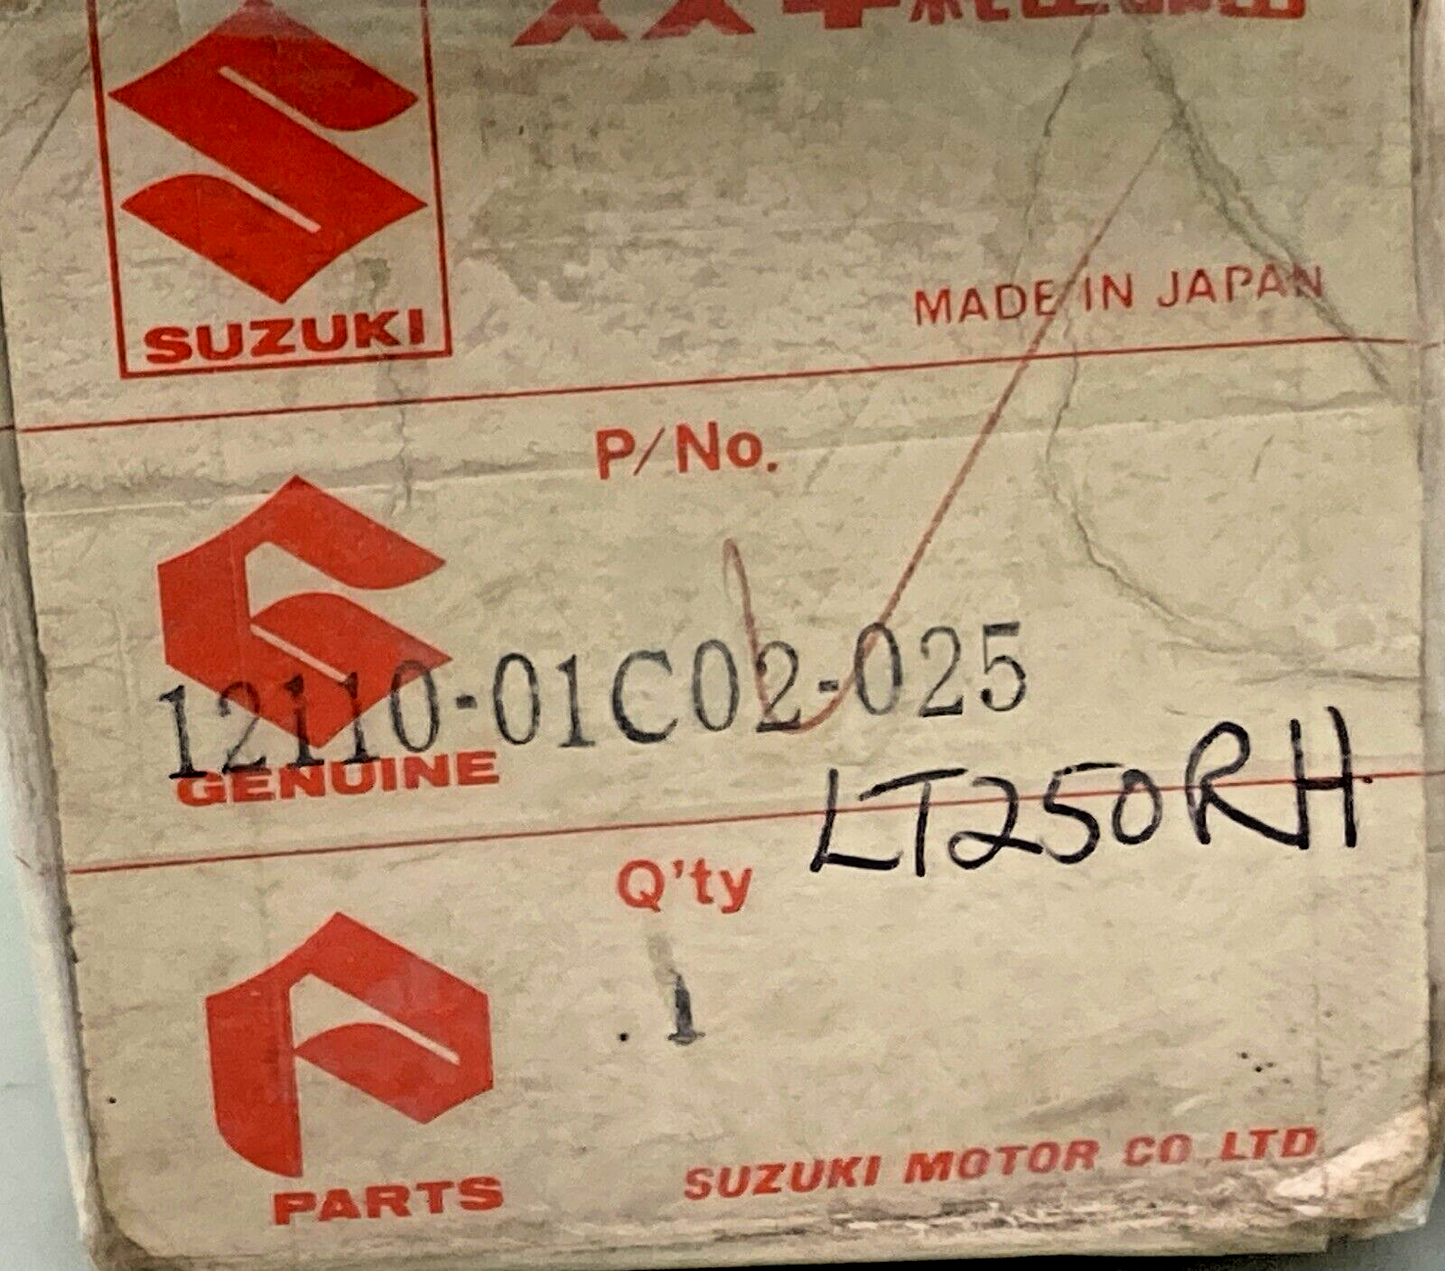 SUZUKI
MADE IN JAPAN
P/No.
12110-01C02-025
GENUINE
LT250RH
Q'ty
1
PARTS
SUZUKI MOTOR CO.,LTD